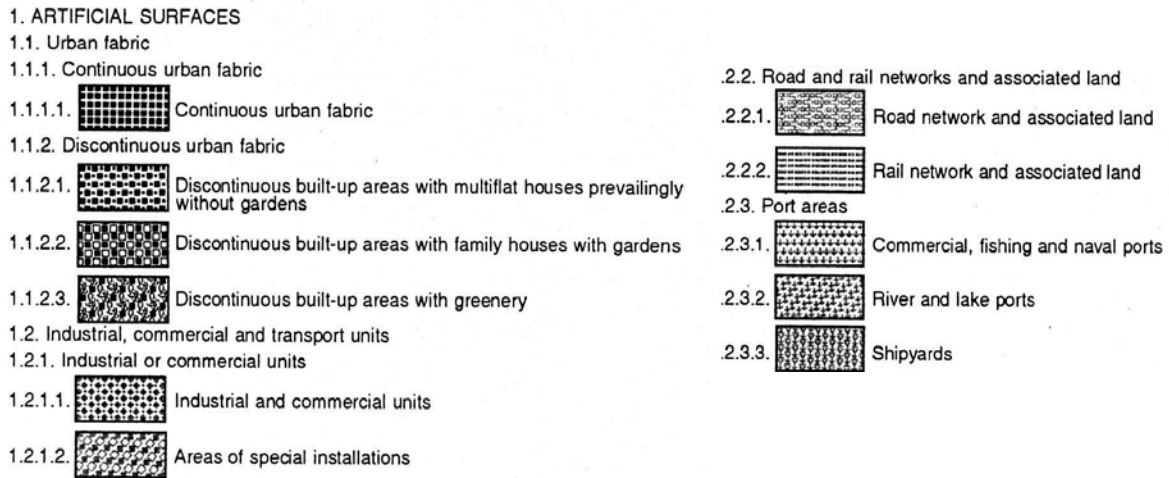 1. ARTIFICIAL SURFACES
1.1. Urban fabric
1.1.1. Continuous urban fabric
1.1.1.1. Continuous urban fabric
1.1.2. Discontinuous urban fabric
1.1.2.1. Discontinuous built-up areas with multiflat houses prevailingly
without gardens
1.1.2.2. Discontinuous built-up areas with family houses with gardens
1.1.2.3. Discontinuous built-up areas with greenery
1.2. Industrial, commercial and transport units
1.2.1. Industrial or commercial units
1.2.1.1. Industrial and commercial units
1.2.1.2. Areas of special installations
.2.2. Road and rail networks and associated land
.2.2.1. Road network and associated land
.2.2.2. Rail network and associated land
.2.3. Port areas
.2.3.1. Commercial, fishing and naval ports
.2.3.2. River and lake ports
.2.3.3. Shipyards